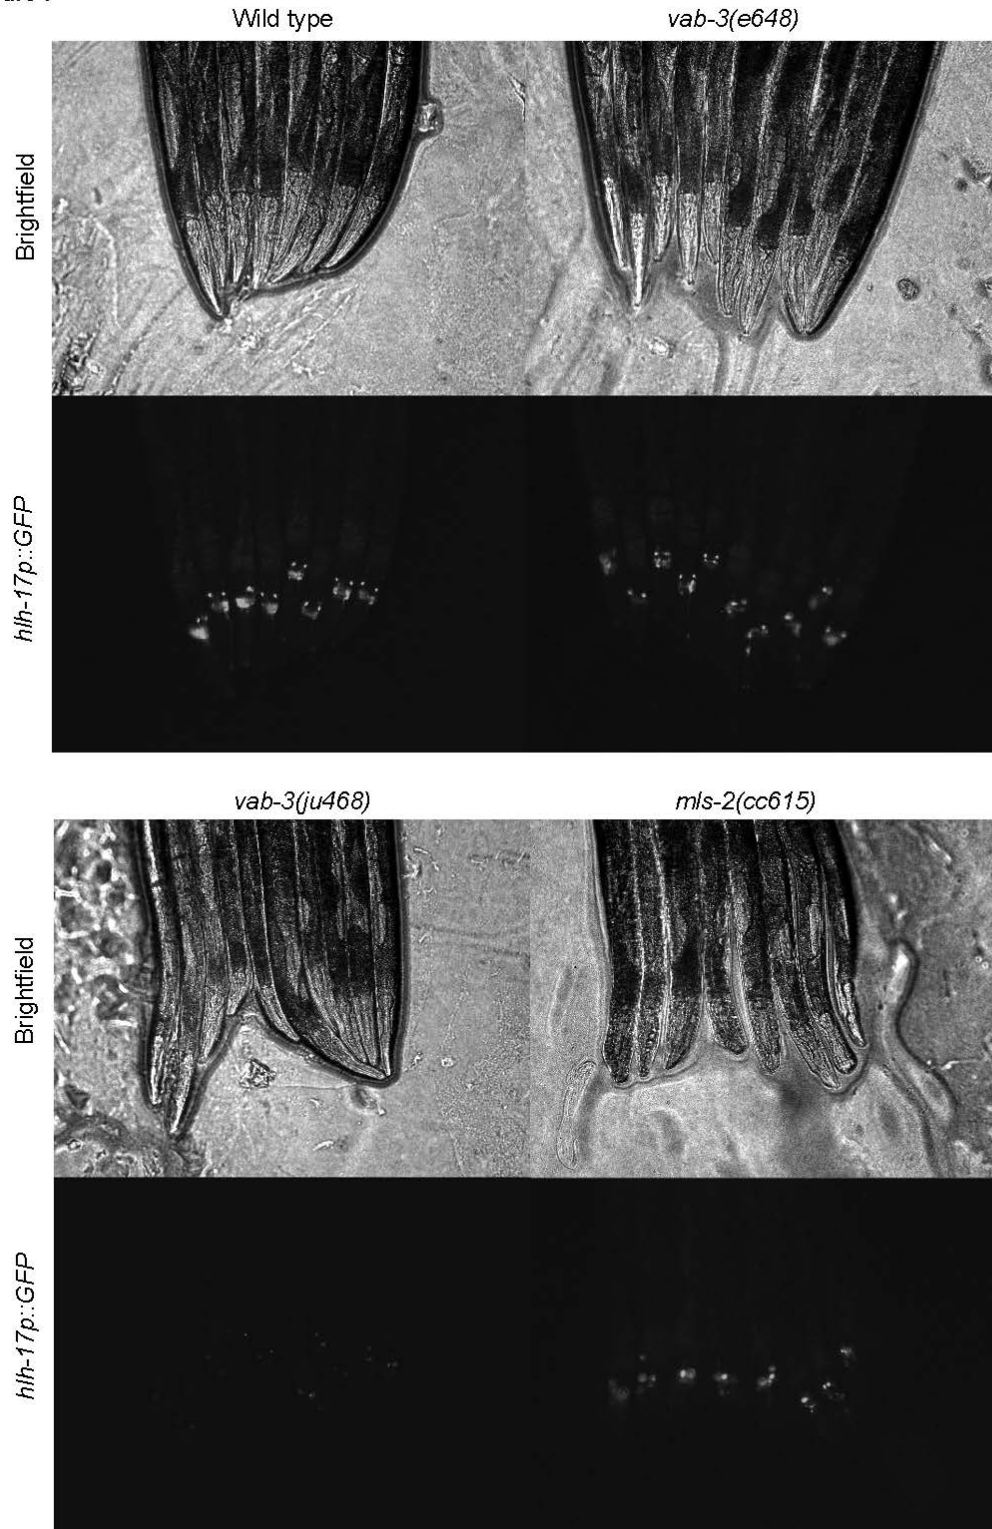 Wild type
vab-3(e648)
Brightfield
hlh-17p::GFP
vab-3(ju468)
mls-2(cc615)
Brightfield
hlh-17p::GFP